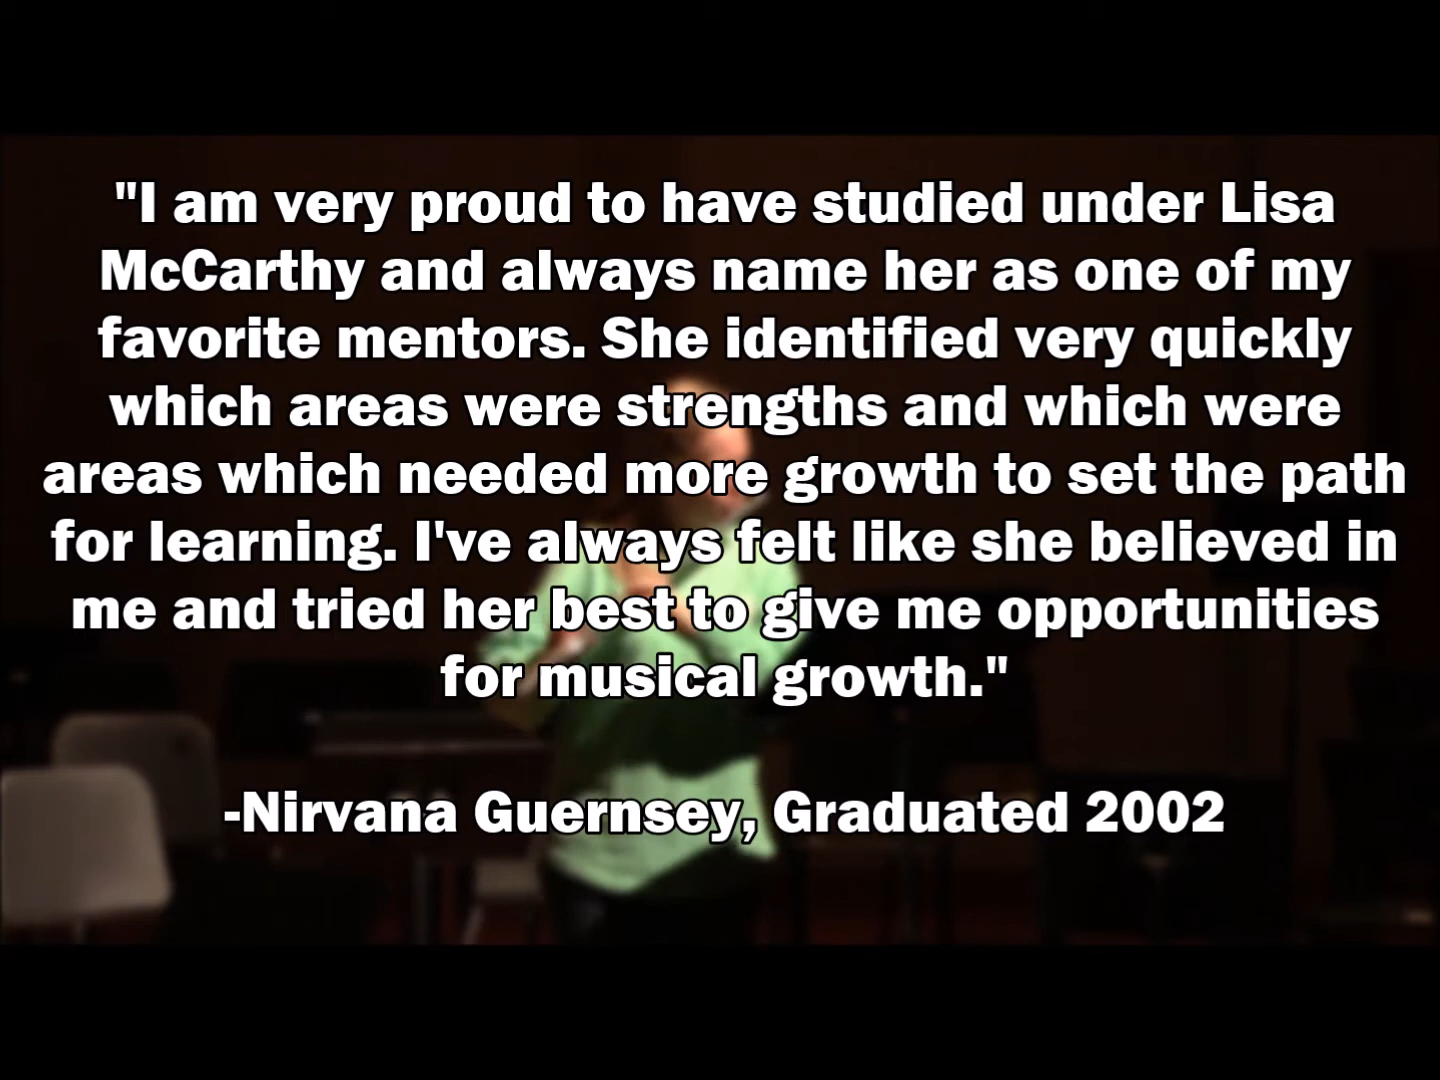 "I am very proud to have studied under Lisa
McCarthy and always name her as one of my
favorite mentors. She identified very quickly
which areas were strengths and which were
areas which needed more growth to set the path
for learning. I've always felt like she believed in
me and tried her best to give me opportunities
for musical growth."
-Nirvana Guernsey, Graduated 2002